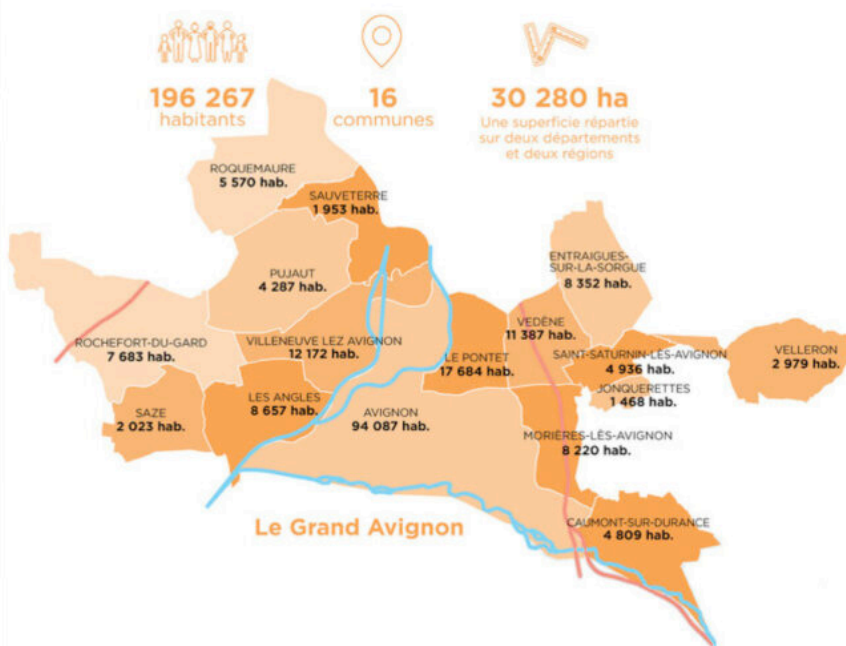 196 267
habitants
16
communes
30 280 ha
Une superficie répartie
sur deux départements
et deux régions
ROQUEMAURE
5 570 hab.
SAUVETERRE
1 953 hab.
PUJAUT
4 287 hab.
ENTRAIGUES-
SUR-LA-SORGUE
8 352 hab.
ROCHEFORT-DU-GARD
7 683 hab.
VILLENEUVE LEZ AVIGNON
12 172 hab.
VEDÈNE
11 387 hab.
LE PONTET
17 684 hab.
SAINT-SATURNIN-LÈS-AVIGNON
4 936 hab.
VELLERON
2 979 hab.
JONQUERETTES
1 468 hab.
SAZE
2 023 hab.
LES ANGLES
8 657 hab.
AVIGNON
94 087 hab.
MORIÈRES-LÈS-AVIGNON
8 220 hab.
CAUMONT-SUR-DURANCE
4 809 hab.
Le Grand Avignon